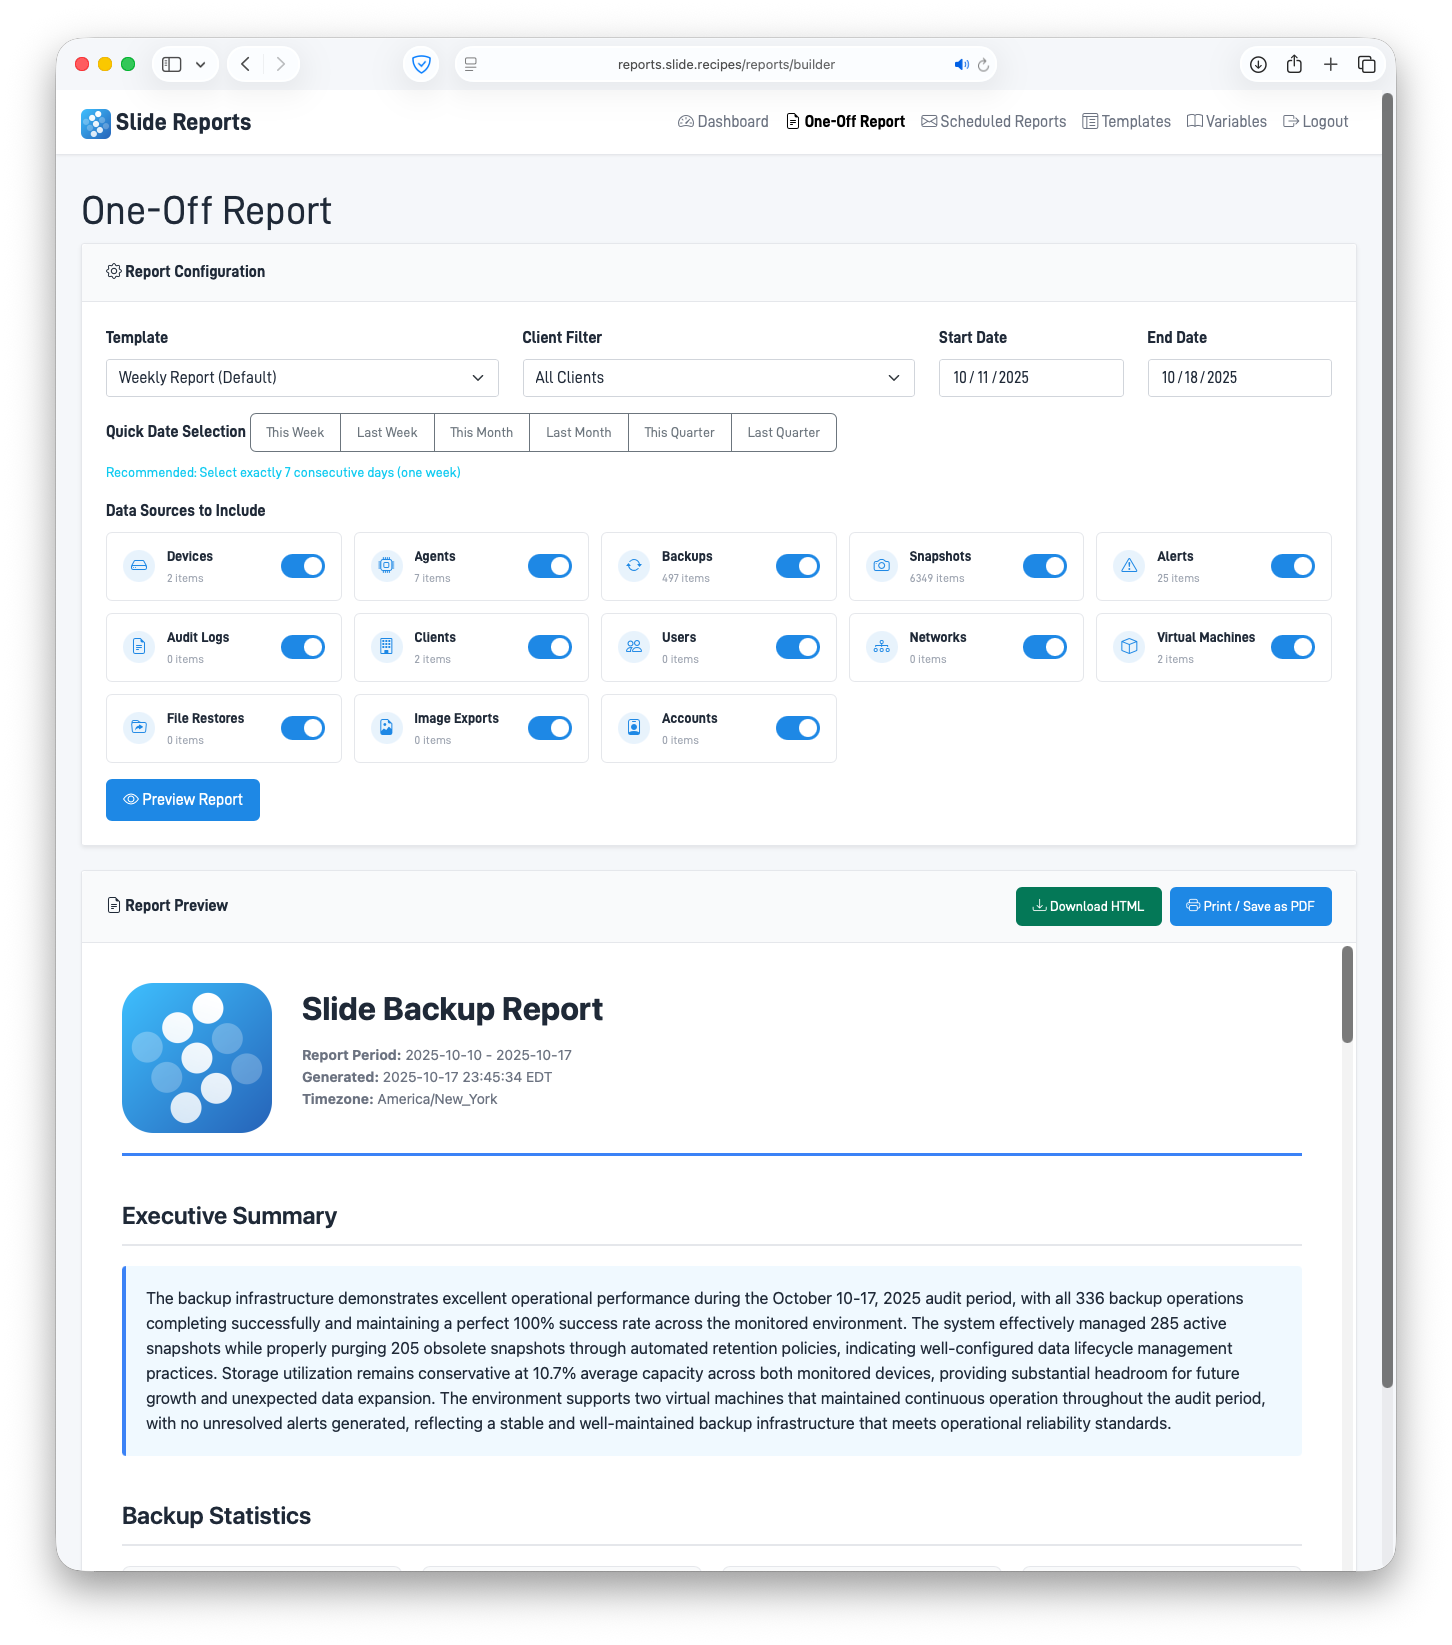 reports.slide.recipes/reports/builder
Slide Reports
Dashboard
One-Off Report
Scheduled Reports
Templates
Variables
Logout
One-Off Report
Report Configuration
Template
Client Filter
Start Date
End Date
Weekly Report (Default)
All Clients
10/11/2025
10/18/2025
Quick Date Selection
This Week
Last Week
This Month
Last Month
This Quarter
Last Quarter
Recommended: Select exactly 7 consecutive days (one week)
Data Sources to Include
Devices
2 items
Agents
7 items
Backups
497 items
Snapshots
6349 items
Alerts
25 items
Audit Logs
0 items
Clients
2 items
Users
0 items
Networks
0 items
Virtual Machines
2 items
File Restores
0 items
Image Exports
0 items
Accounts
0 items
Preview Report
Report Preview
Download HTML
Print / Save as PDF
Slide Backup Report
Report Period: 2025-10-10 - 2025-10-17
Generated: 2025-10-17 23:45:34 EDT
Timezone: America/New_York
Executive Summary
The backup infrastructure demonstrates excellent operational performance during the October 10-17, 2025 audit period, with all 336 backup operations
completing successfully and maintaining a perfect 100% success rate across the monitored environment. The system effectively managed 285 active
snapshots while properly purging 205 obsolete snapshots through automated retention policies, indicating well-configured data lifecycle management
practices. Storage utilization remains conservative at 10.7% average capacity across both monitored devices, providing substantial headroom for future
growth and unexpected data expansion. The environment supports two virtual machines that maintained continuous operation throughout the audit period,
with no unresolved alerts generated, reflecting a stable and well-maintained backup infrastructure that meets operational reliability standards.
Backup Statistics